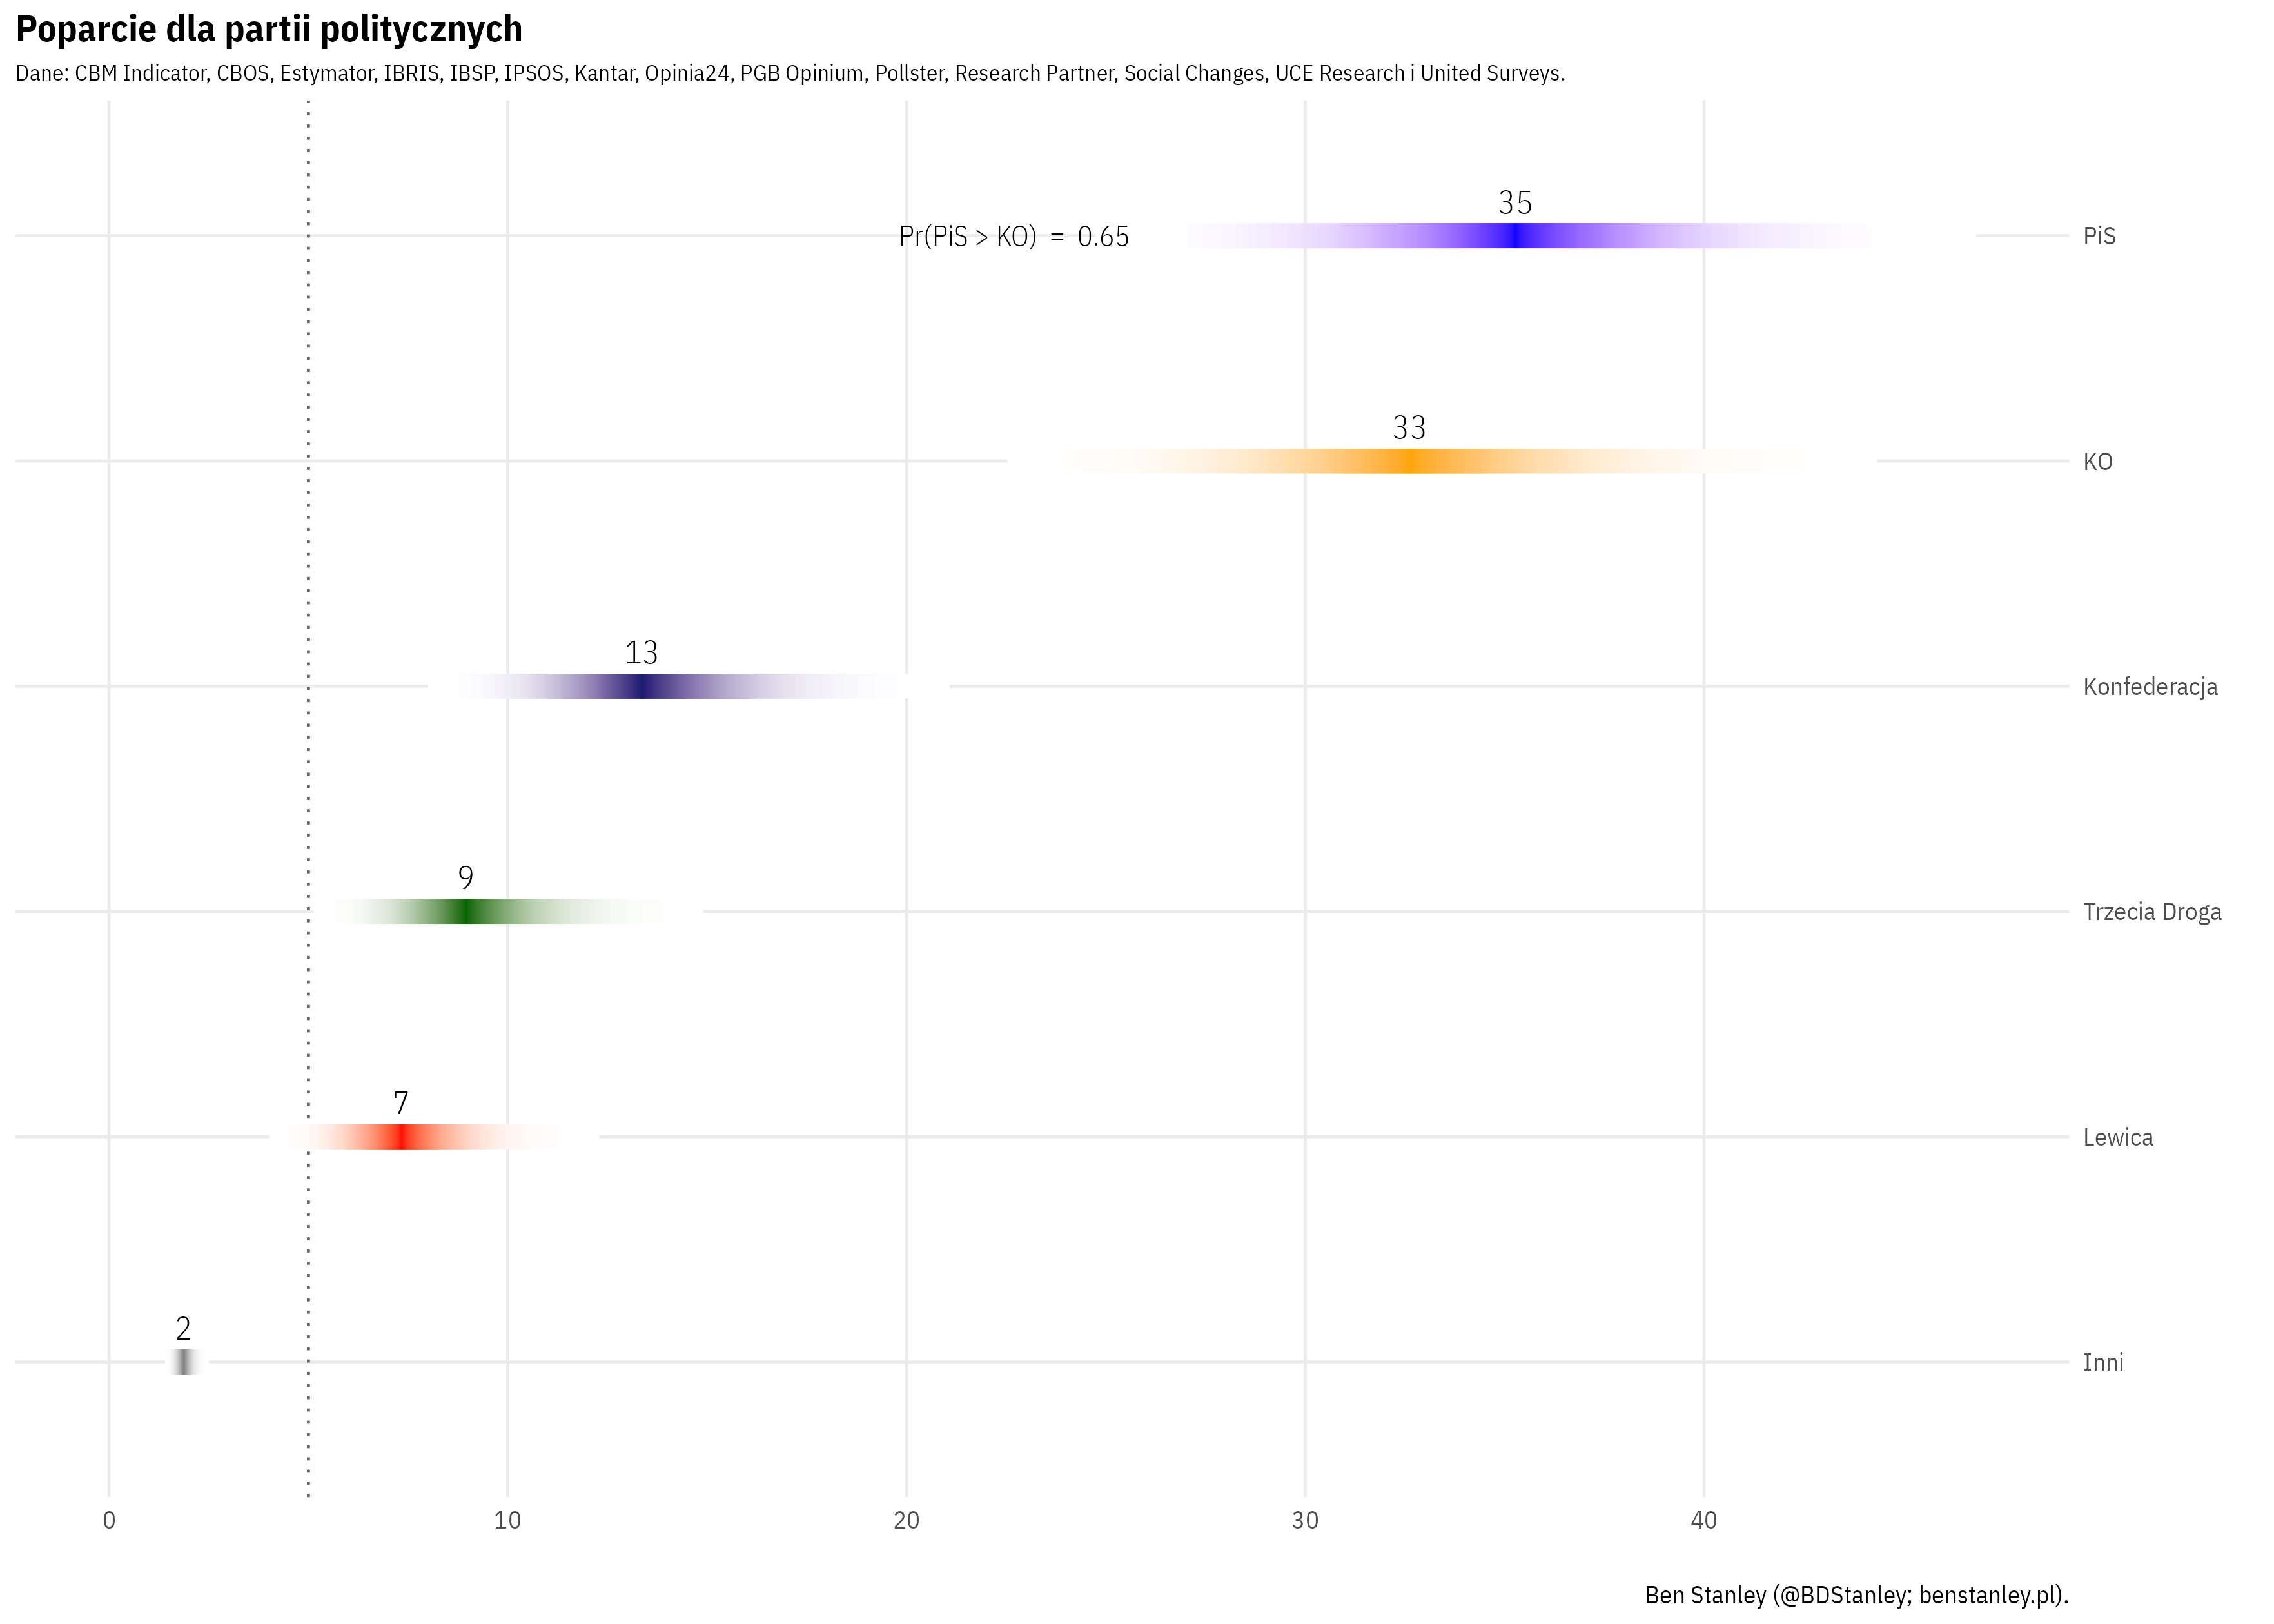 Poparcie dla partii politycznych
Dane: CBM Indicator, CBOS, Estymator, IBRIS, IBSP, IPSOS, Kantar, Opinia24, PGB Opinium, Pollster, Research Partner, Social Changes, UCE Research i United Surveys.
35
Pr(PiS > KO) = 0.65
PiS
33
KO
13
Konfederacja
9
Trzecia Droga
7
Lewica
2
Inni
0 10 20 30 40
Ben Stanley (@BDStanley; benstanley.pl).